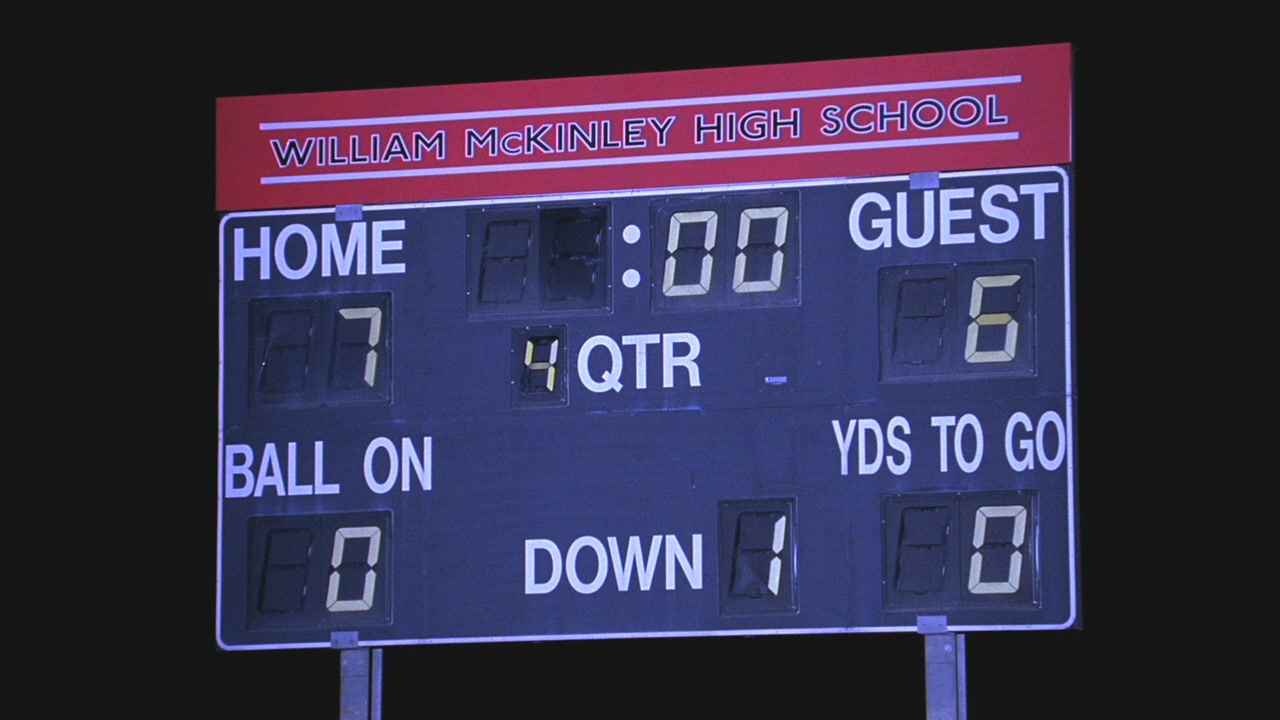 WILLIAM McKINLEY HIGH SCHOOL
HOME :00 GUEST
7 4 QTR 6
BALL ON YDS TO GO
0 DOWN 1 0